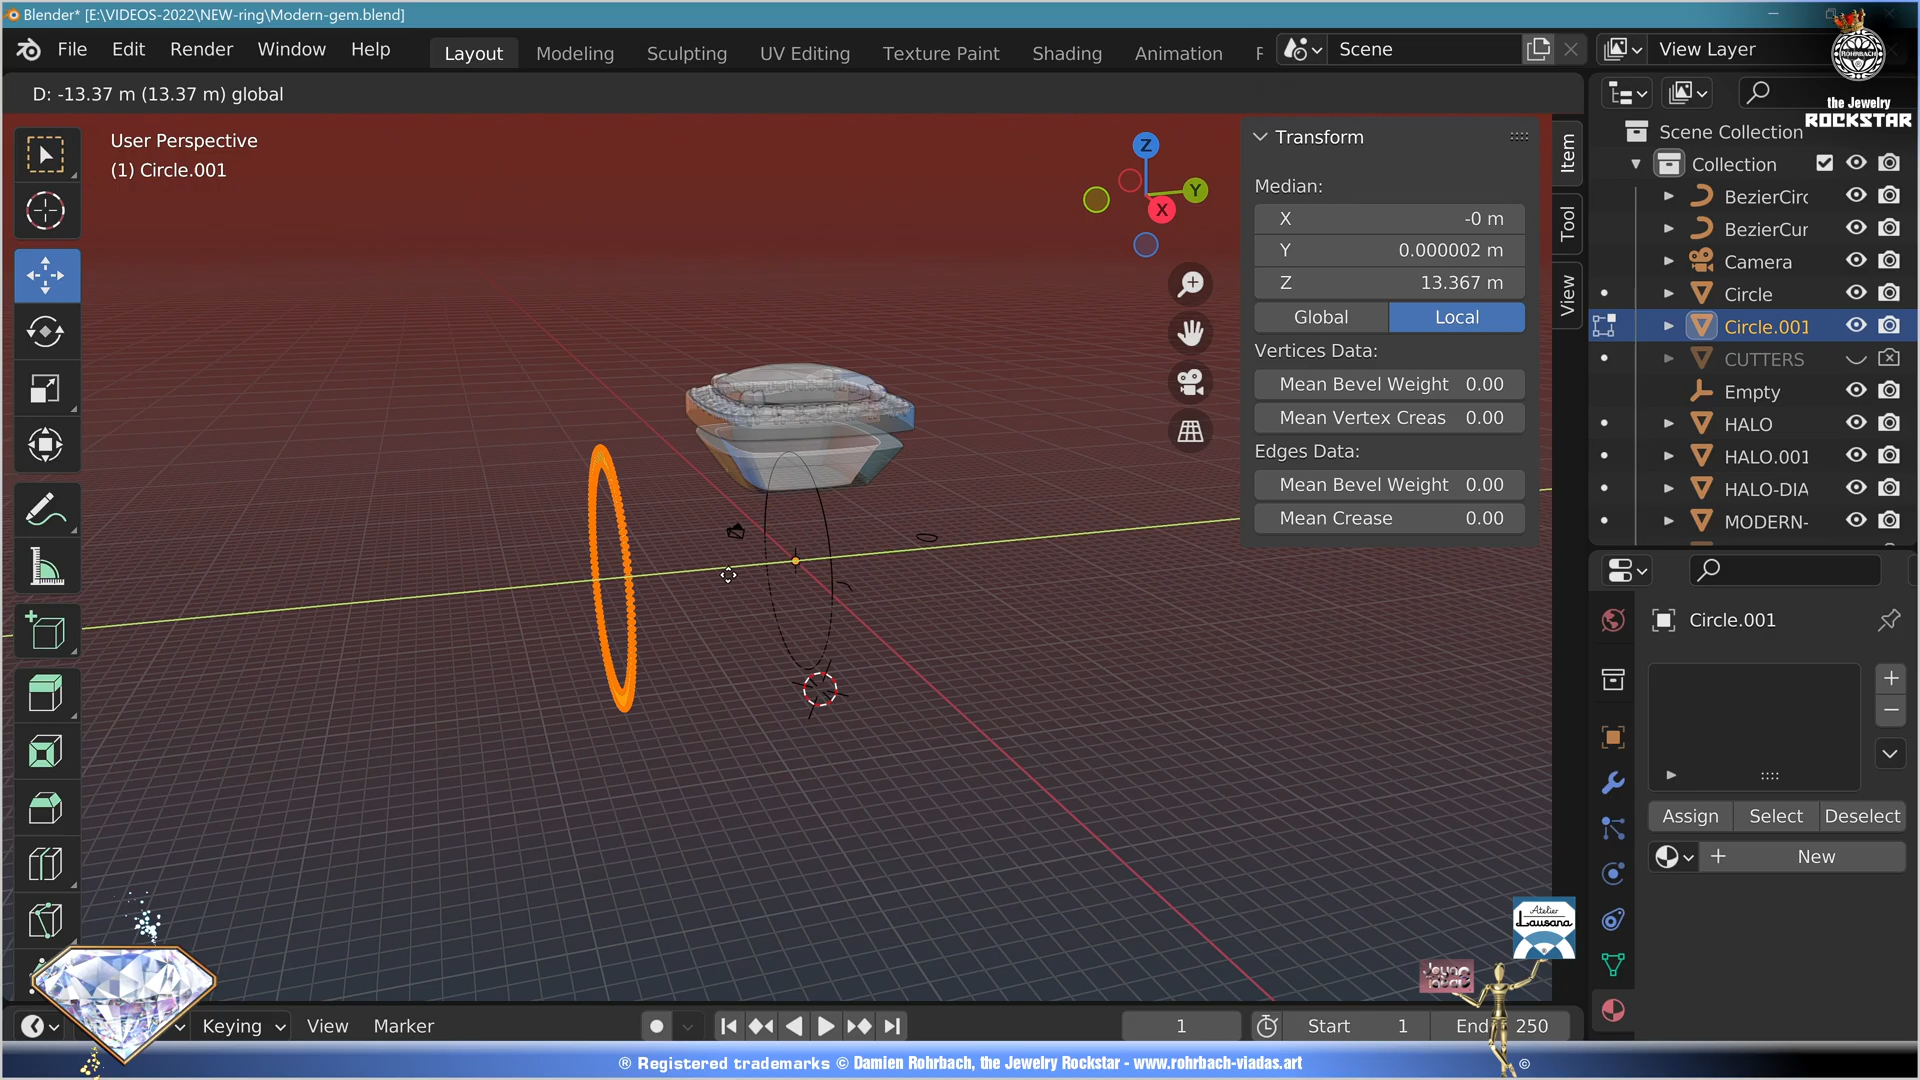 Blender* [E:\VIDEOS-2022\NEW-ring\Modern-gem.blend]
File Edit Render Window Help Layout Modeling Sculpting UV Editing Texture Paint Shading Animation Scene View Layer
ROHRBACH
D: -13.37 m (13.37 m) global
the Jewelry
ROCKSTAR
User Perspective
(1) Circle.001
Z
Y
X
Transform
Median:
X -0 m
Y 0.000002 m
Z 13.367 m
Global Local
Vertices Data:
Mean Bevel Weight 0.00
Mean Vertex Creas 0.00
Edges Data:
Mean Bevel Weight 0.00
Mean Crease 0.00
Item
Tool
View
Scene Collection
Collection
BezierCirc
BezierCur
Camera
Circle
Circle.001
CUTTERS
Empty
HALO
HALO.001
HALO-DIA
MODERN-
Circle.001
Assign Select Deselect
New
Atelier
Lausana
Keying View Marker 1 Start 1 End 250
® Registered trademarks © Damien Rohrbach, the Jewelry Rockstar - www.rohrbach-viadas.art ©